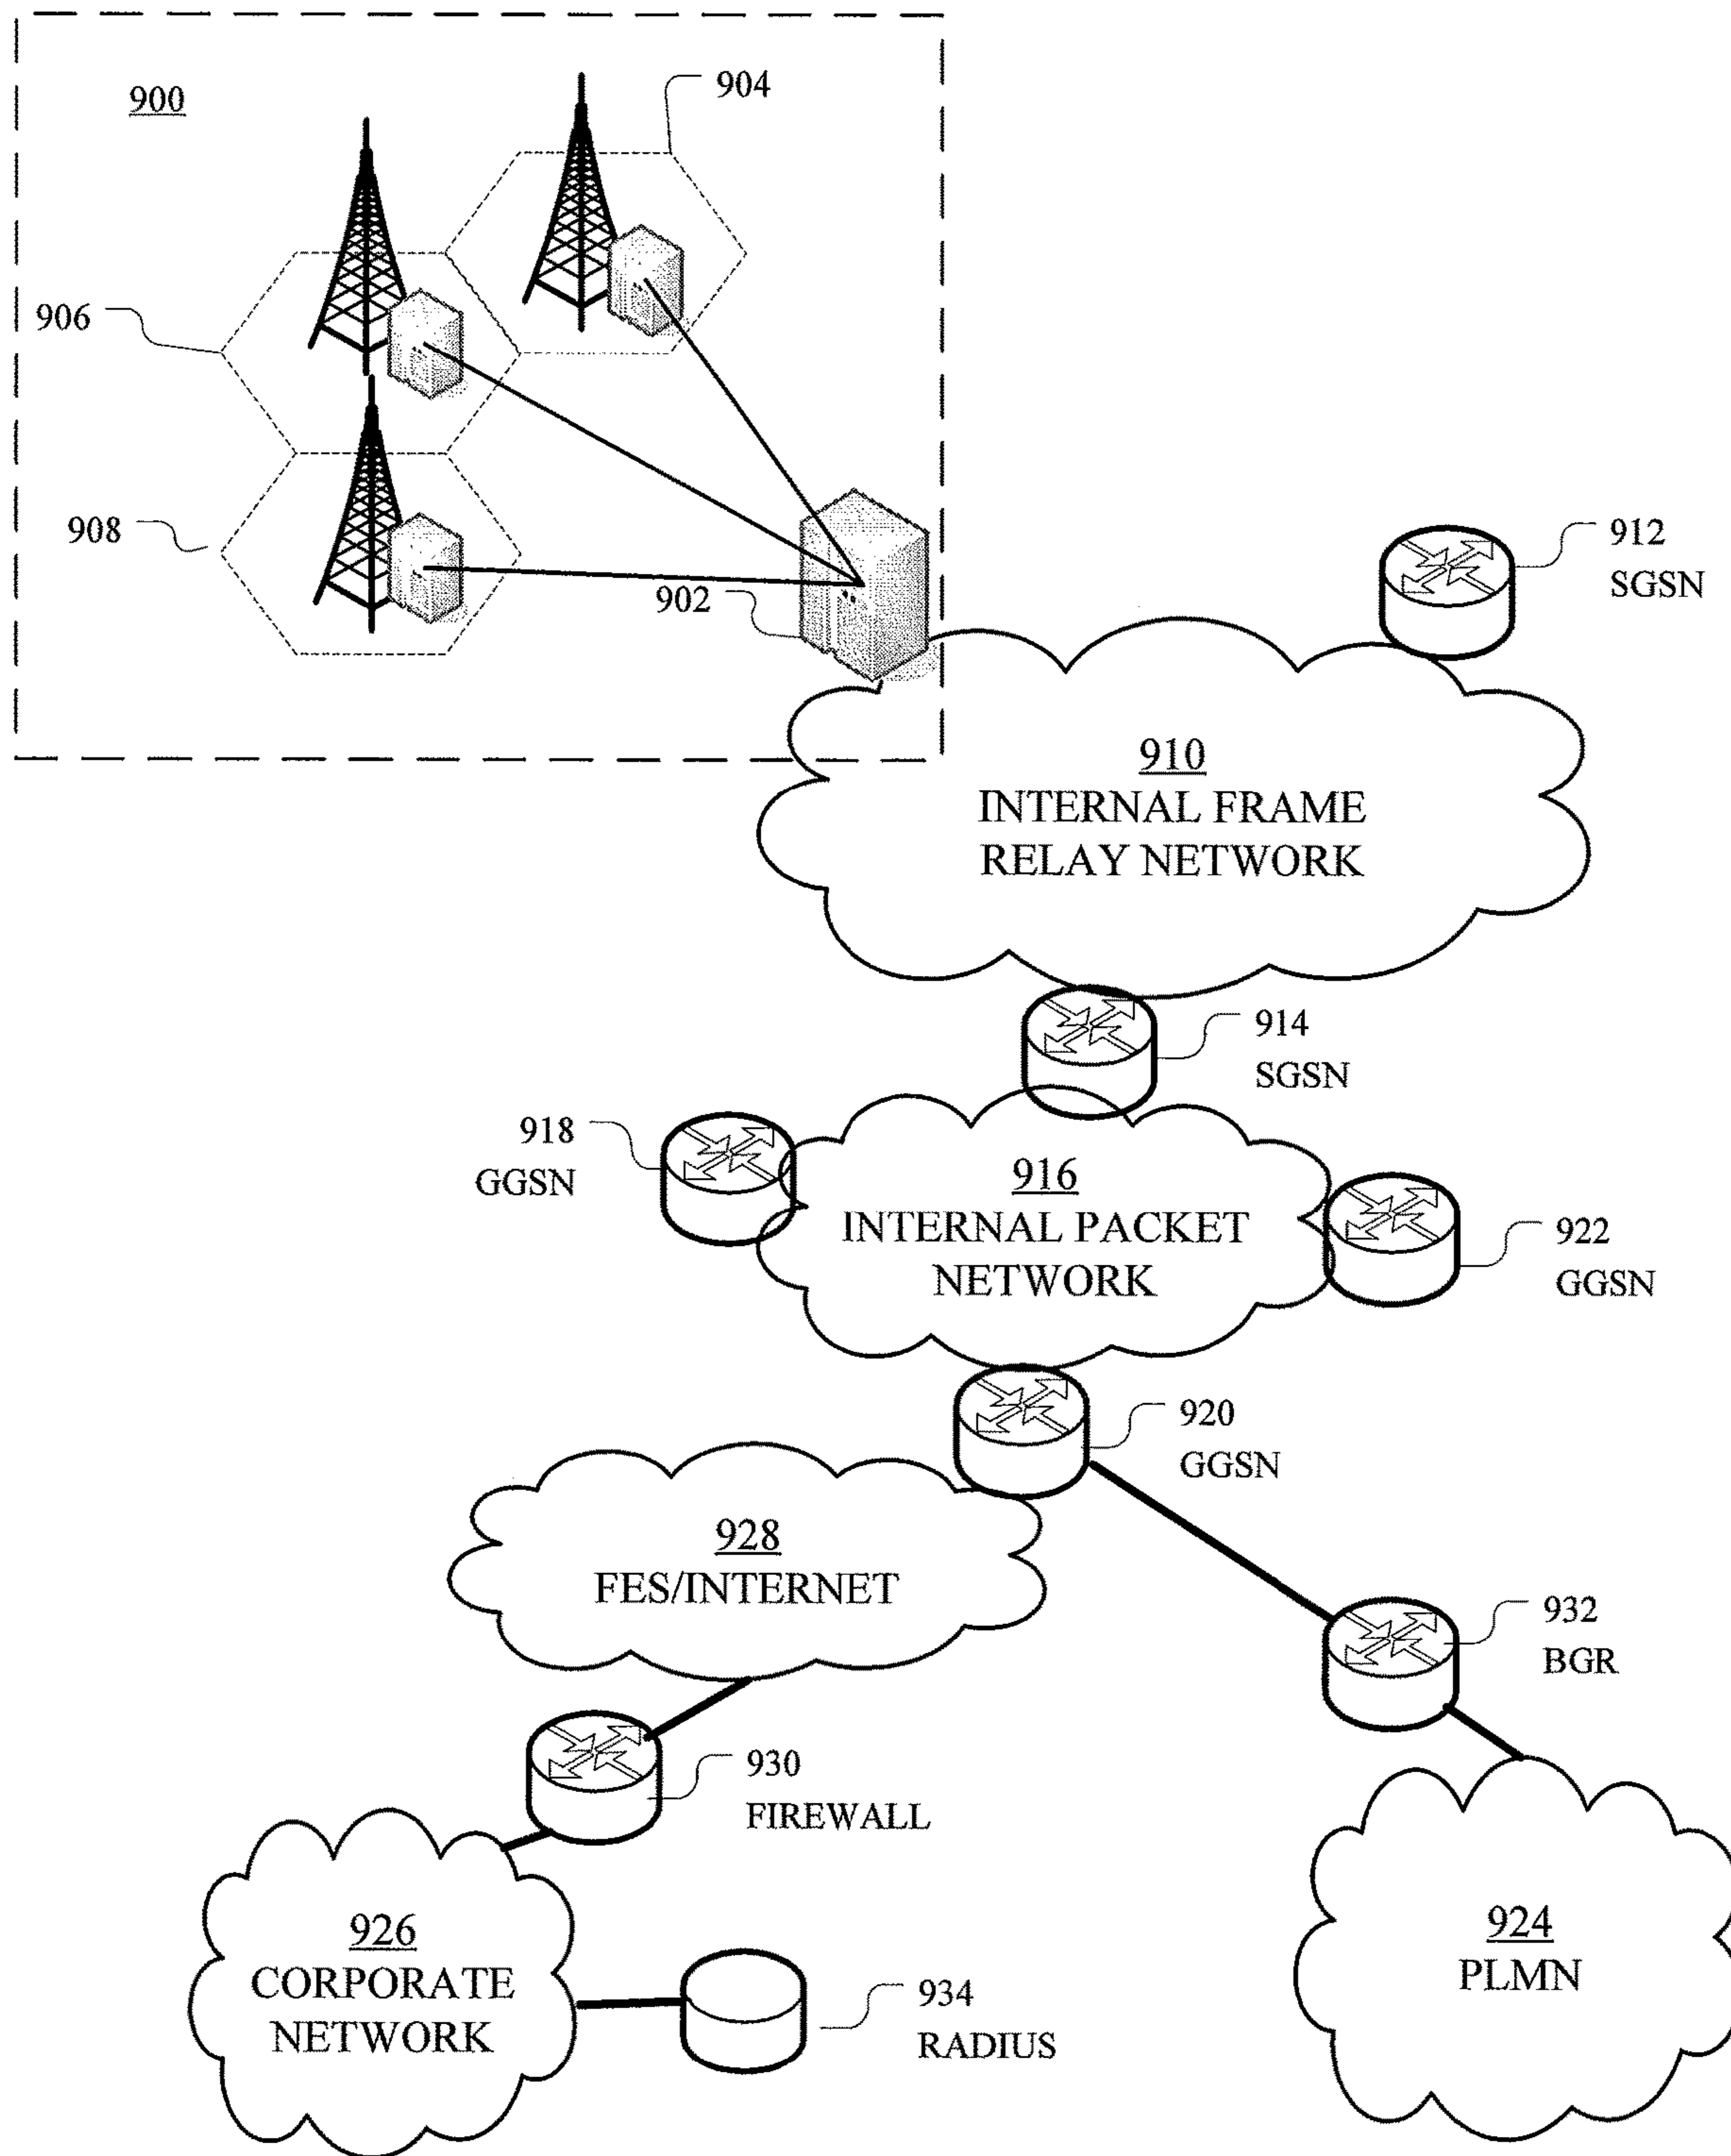 900
904
906
908
902
912
SGSN
910
INTERNAL FRAME
RELAY NETWORK
914
SGSN
918
GGSN
916
INTERNAL PACKET
NETWORK
922
GGSN
920
GGSN
928
FES/INTERNET
932
BGR
930
FIREWALL
926
CORPORATE
NETWORK
924
PLMN
934
RADIUS